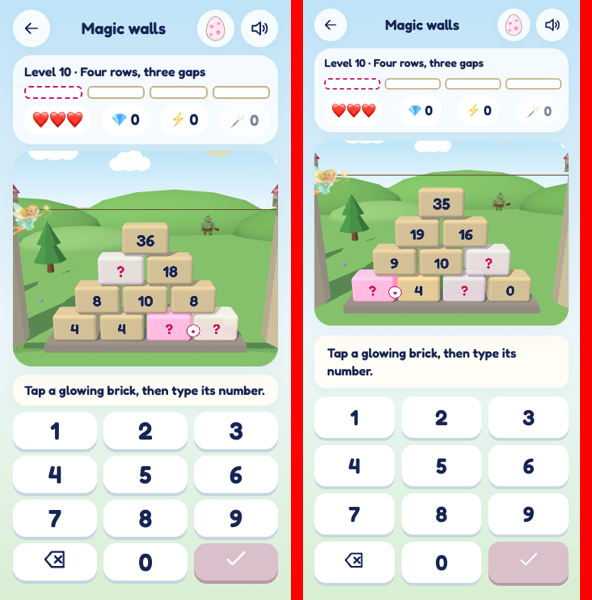 Magic walls
Level 10 · Four rows, three gaps
0 0 0
36
? 18
8 10 8
4 4 ? ?
Tap a glowing brick, then type its number.
1 2 3
4 5 6
7 8 9
0
Magic walls
Level 10 · Four rows, three gaps
0 0 0
35
19 16
9 10 ?
? 4 ? 0
Tap a glowing brick, then type its
number.
1 2 3
4 5 6
7 8 9
0